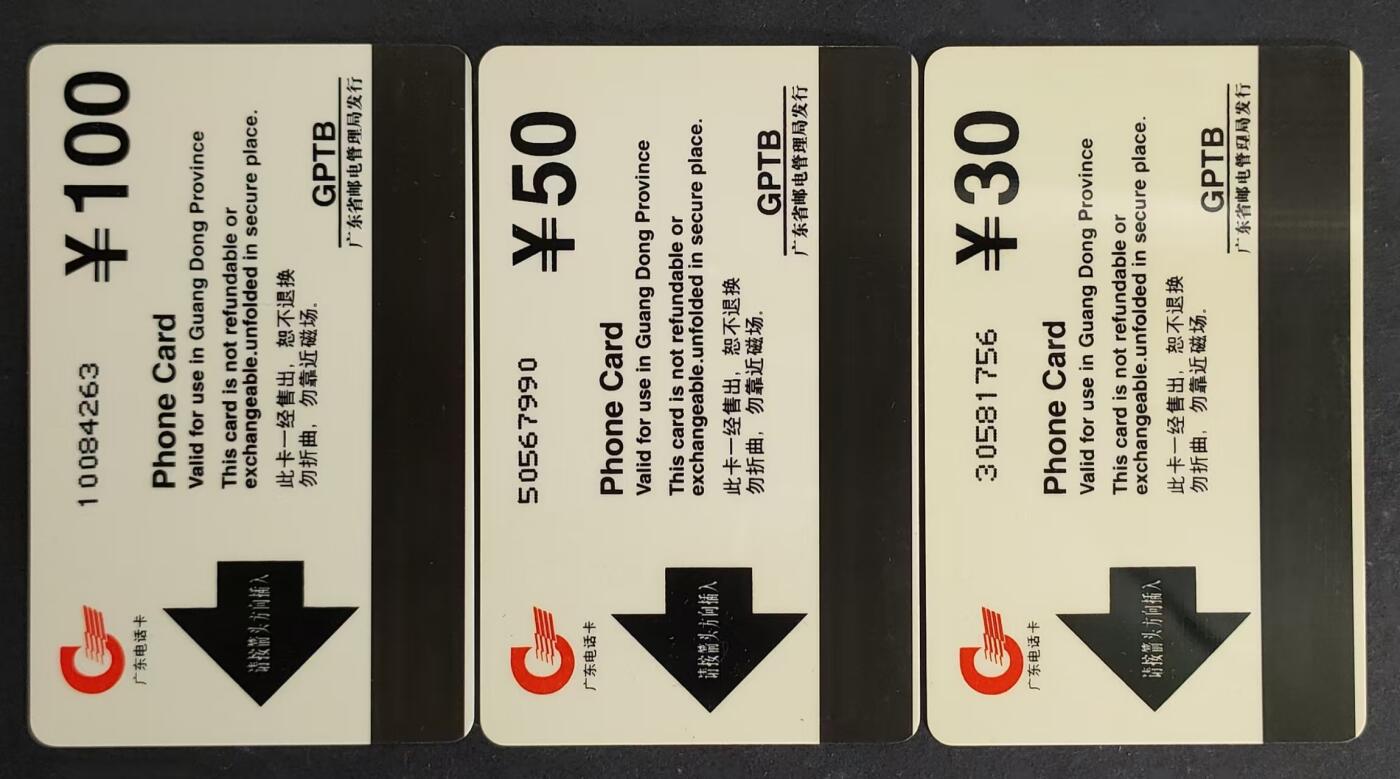 ¥100
10084263
Phone Card
Valid for use in Guang Dong Province
This card is not refundable or
exchangeable.unfolded in secure place.
此卡一经售出，恕不退换
勿折曲，勿靠近磁场。
GPTB
广东省邮电管理局发行
广东电话卡
请按箭头方向插入
¥50
50567990
Phone Card
Valid for use in Guang Dong Province
This card is not refundable or
exchangeable.unfolded in secure place.
此卡一经售出，恕不退换
勿折曲，勿靠近磁场。
GPTB
广东省邮电管理局发行
广东电话卡
请按箭头方向插入
¥30
30581756
Phone Card
Valid for use in Guang Dong Province
This card is not refundable or
exchangeable.unfolded in secure place.
此卡一经售出，恕不退换
勿折曲，勿靠近磁场。
GPTB
广东省邮电管理局发行
广东电话卡
请按箭头方向插入